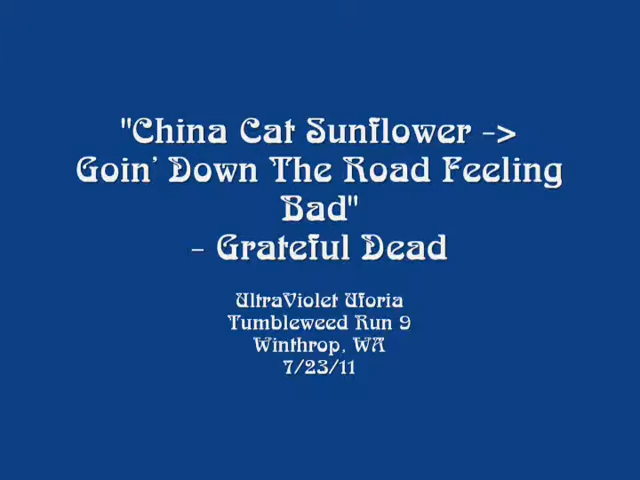 "China Cat Sunflower ->
Goin' Down The Road Feeling
Bad"
- Grateful Dead
UltraViolet Uforia
Tumbleweed Run 9
Winthrop, WA
7/23/11